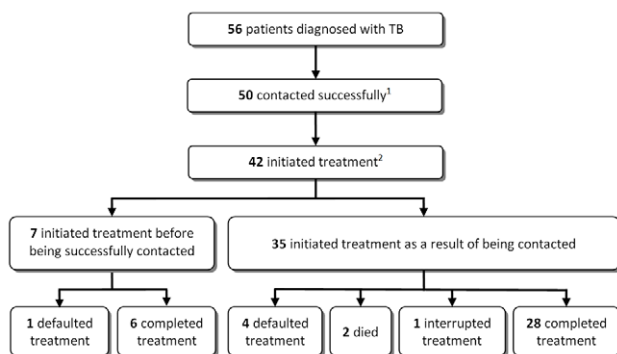 56 patients diagnosed with TB
50 contacted successfully¹
42 initiated treatment²
7 initiated treatment before
being successfully contacted
35 initiated treatment as a result of being contacted
1 defaulted
treatment
6 completed
treatment
4 defaulted
treatment
2 died
1 interrupted
treatment
28 completed
treatment